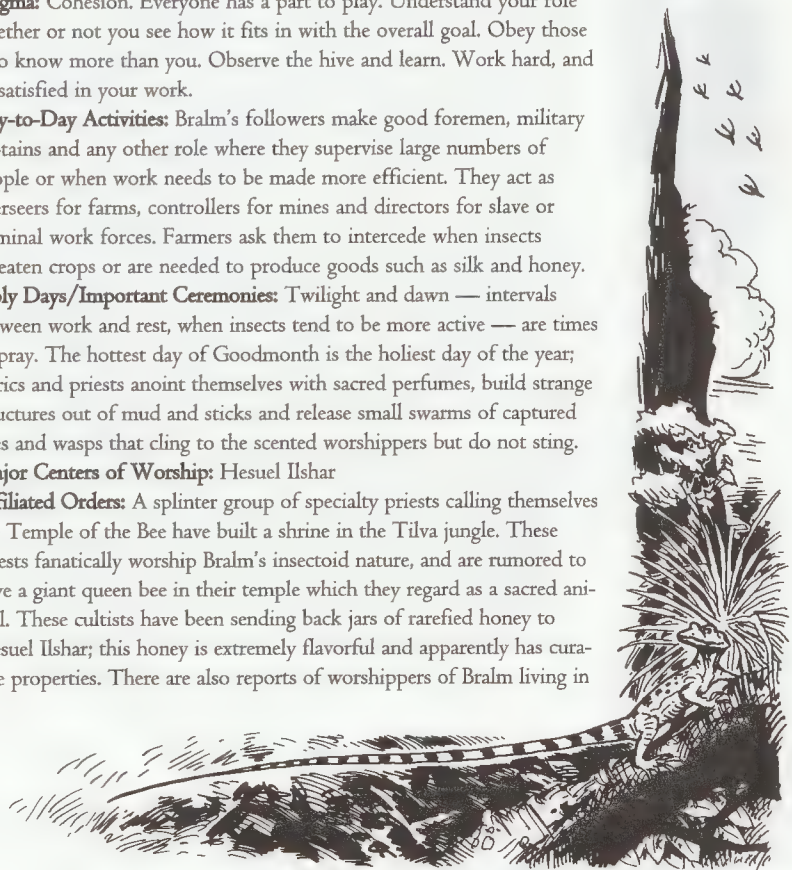 gma: Cohesion. Everyone has a part to play. Understand your role
ether or not you see how it fits in with the overall goal. Obey those
o know more than you. Observe the hive and learn. Work hard, and
satisfied in your work.
y-to-Day Activities: Bralm's followers make good foremen, military
tains and any other role where they supervise large numbers of
ople or when work needs to be made more efficient. They act as
erseers for farms, controllers for mines and directors for slave or
minal work forces. Farmers ask them to intercede when insects
eaten crops or are needed to produce goods such as silk and honey.
ly Days/Important Ceremonies: Twilight and dawn — intervals
ween work and rest, when insects tend to be more active — are times
pray. The hottest day of Goodmonth is the holiest day of the year;
rics and priests anoint themselves with sacred perfumes, build strange
uctures out of mud and sticks and release small swarms of captured
es and wasps that cling to the scented worshippers but do not sting.
jor Centers of Worship: Hesuel Ilshar
filiated Orders: A splinter group of specialty priests calling themselves
Temple of the Bee have built a shrine in the Tilva jungle. These
ests fanatically worship Bralm's insectoid nature, and are rumored to
ve a giant queen bee in their temple which they regard as a sacred ani-
l. These cultists have been sending back jars of rarefied honey to
suel Ilshar; this honey is extremely flavorful and apparently has cura-
e properties. There are also reports of worshippers of Bralm living in